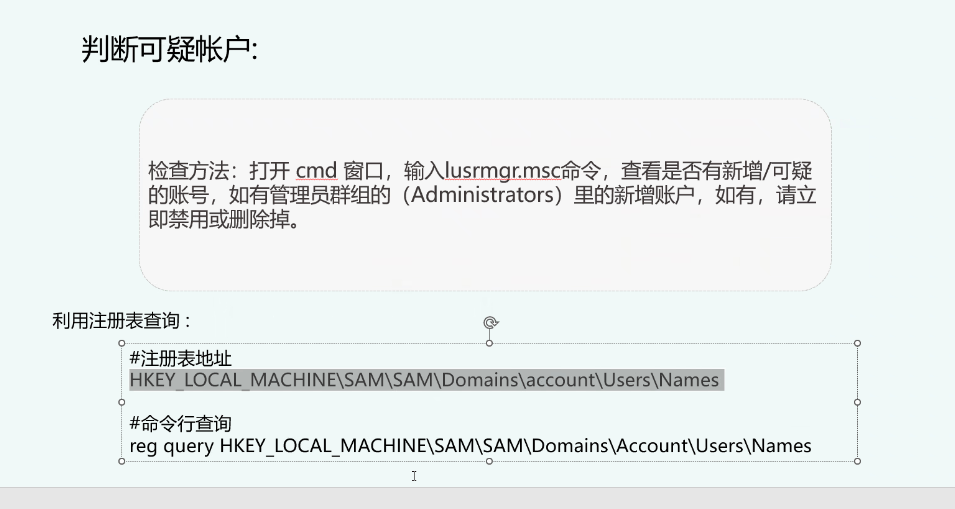 判断可疑帐户:
检查方法：打开 cmd 窗口，输入lusrmgr.msc命令，查看是否有新增/可疑
的账号，如有管理员群组的（Administrators）里的新增账户，如有，请立
即禁用或删除掉。
利用注册表查询：
#注册表地址
HKEY_LOCAL_MACHINE\SAM\SAM\Domains\account\Users\Names
#命令行查询
reg query HKEY_LOCAL_MACHINE\SAM\SAM\Domains\Account\Users\Names